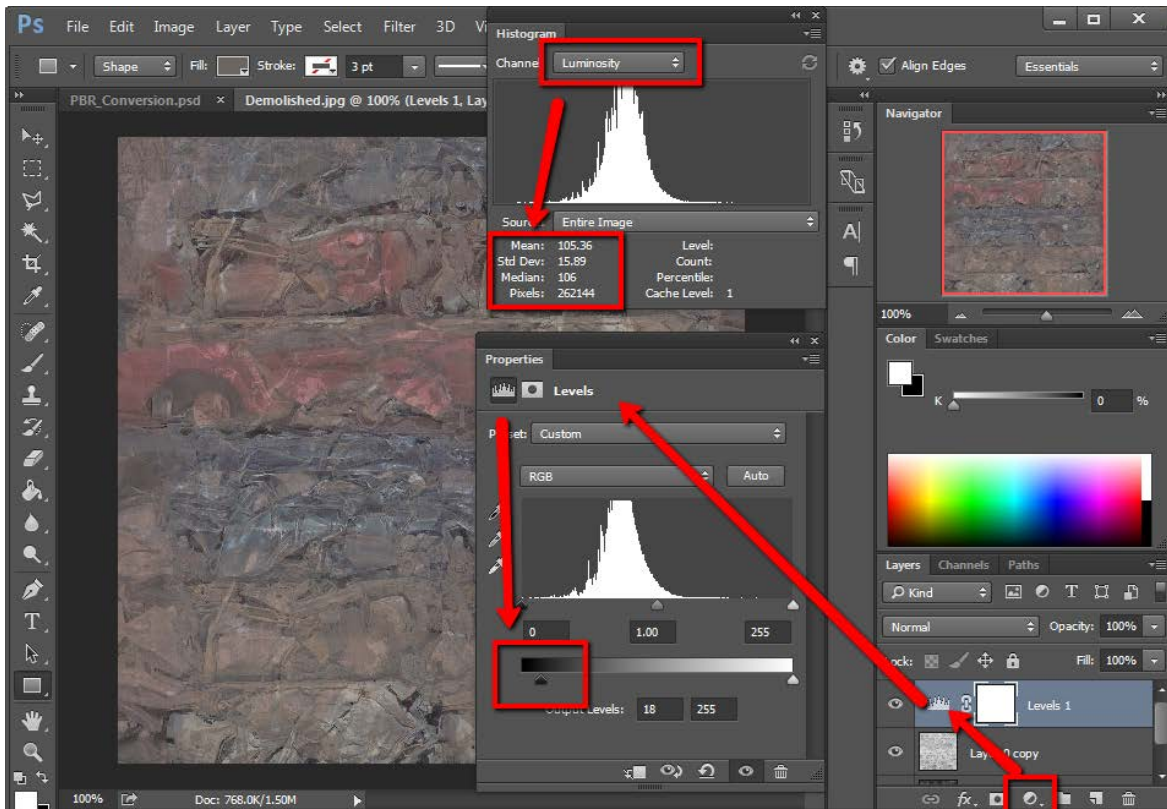 Ps File Edit Image Layer Type Select Filter 3D
Histogram
Shape Fill: Stroke: 3 pt
Align Edges Essentials
Luminosity
PBR_Conversion.psd × Demolished.jpg @ 100% (Levels 1, Lay
Navigator
Entire Image
Mean: 105.36 Level:
Std Dev: 15.89 Count:
Median: 106 Percentile:
Pixels: 262144 Cache Level: 1
100%
Color Swatches
K 0 %
Properties
Levels
Custom
RGB Auto
0 1.00 255
Output Levels: 18 255
Layers Channels Paths
Kind
Normal Opacity: 100%
Fill: 100%
Levels 1
copy
100% Doc: 768.0K/1.50M
fx